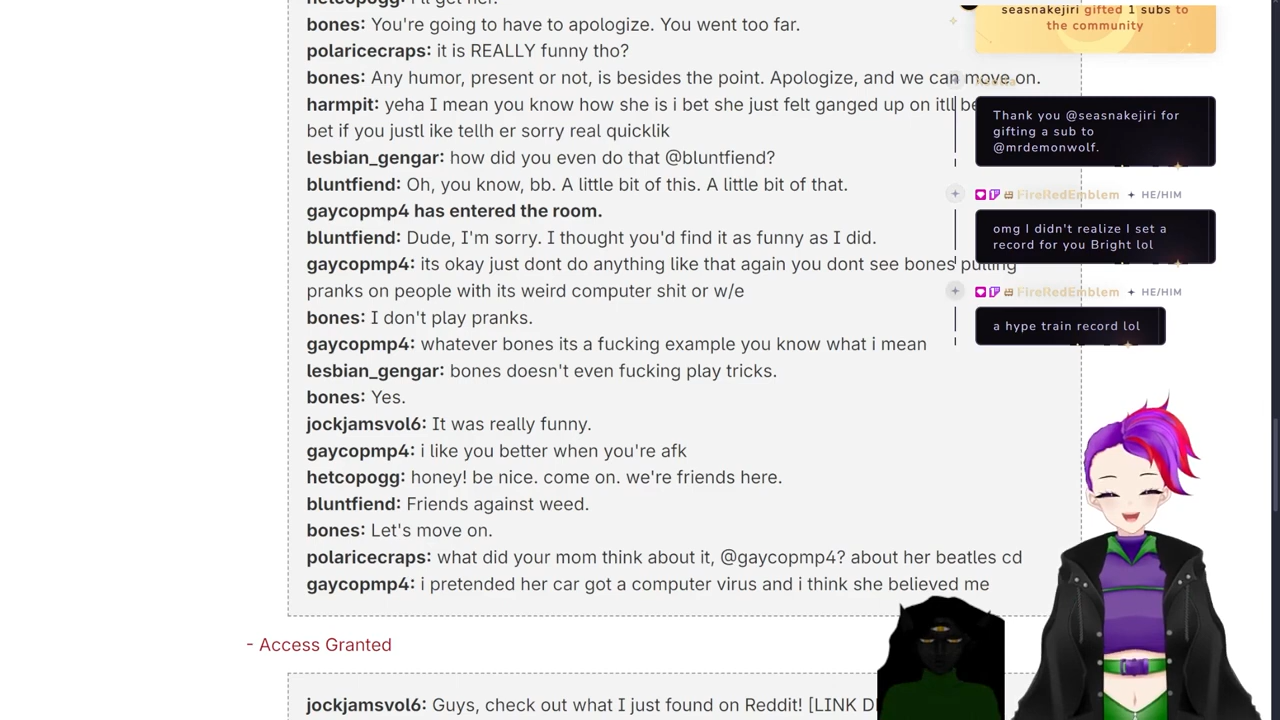 bones: You're going to have to apologize. You went too far.
polaricecraps: it is REALLY funny tho?
bones: Any humor, present or not, is besides the point. Apologize, and we can move on.
harmpit: yeha I mean you know how she is i bet she just felt ganged up on itll be
bet if you justl ike tellh er sorry real quicklik
lesbian_gengar: how did you even do that @bluntfiend?
bluntfiend: Oh, you know, bb. A little bit of this. A little bit of that.
gaycopmp4 has entered the room.
bluntfiend: Dude, I'm sorry. I thought you'd find it as funny as I did.
gaycopmp4: its okay just dont do anything like that again you dont see bones pulling
pranks on people with its weird computer shit or w/e
bones: I don't play pranks.
gaycopmp4: whatever bones its a fucking example you know what i mean
lesbian_gengar: bones doesn't even fucking play tricks.
bones: Yes.
jockjamsvol6: It was really funny.
gaycopmp4: i like you better when you're afk
hetcopogg: honey! be nice. come on. we're friends here.
bluntfiend: Friends against weed.
bones: Let's move on.
polaricecraps: what did your mom think about it, @gaycopmp4? about her beatles cd
gaycopmp4: i pretended her car got a computer virus and i think she believed me
- Access Granted
jockjamsvol6: Guys, check out what I just found on Reddit! [LINK
seasnakejiri gifted 1 subs to
the community
Thank you @seasnakejiri for
gifting a sub to
@mrdemonwolf.
FireRedEmblem HE/HIM
omg I didn't realize I set a
record for you Bright lol
FireRedEmblem HE/HIM
a hype train record lol